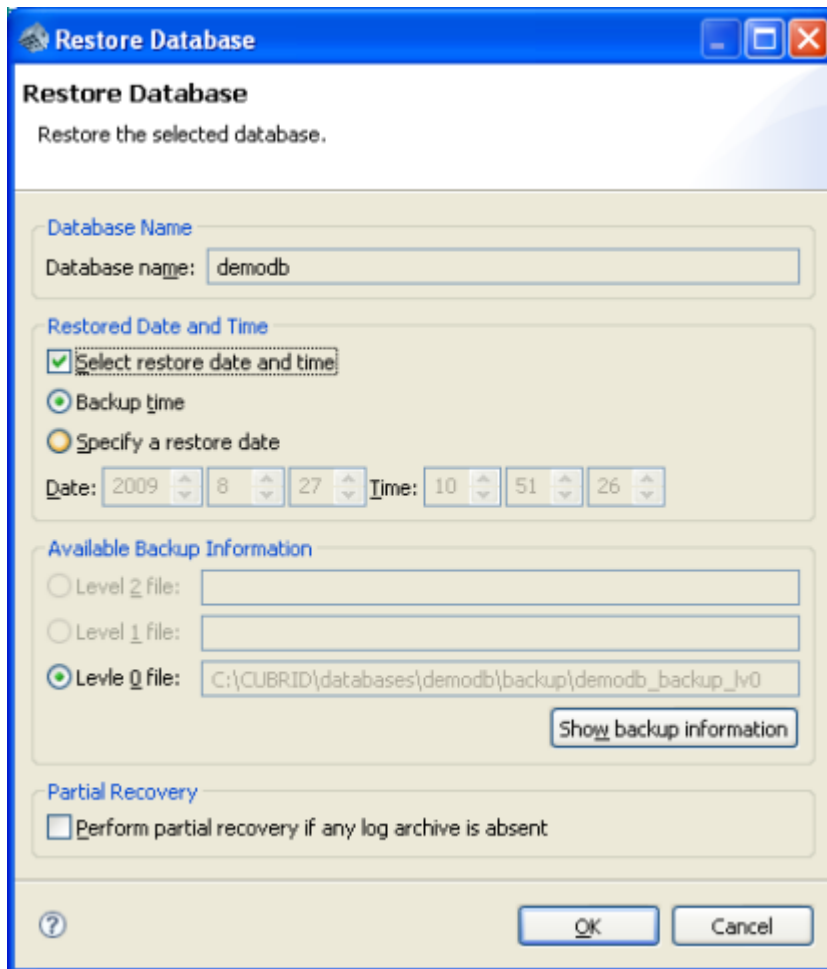 Restore Database
Restore Database
Restore the selected database.
Database Name
Database name: demodb
Restored Date and Time
Select restore date and time
Backup time
Specify a restore date
Date: 2009 8 27 Time: 10 51 26
Available Backup Information
Level 2 file:
Level 1 file:
Levle 0 file: C:\CUBRID\databases\demodb\backup\demodb_backup_lv0
Show backup information
Partial Recovery
Perform partial recovery if any log archive is absent
? OK Cancel